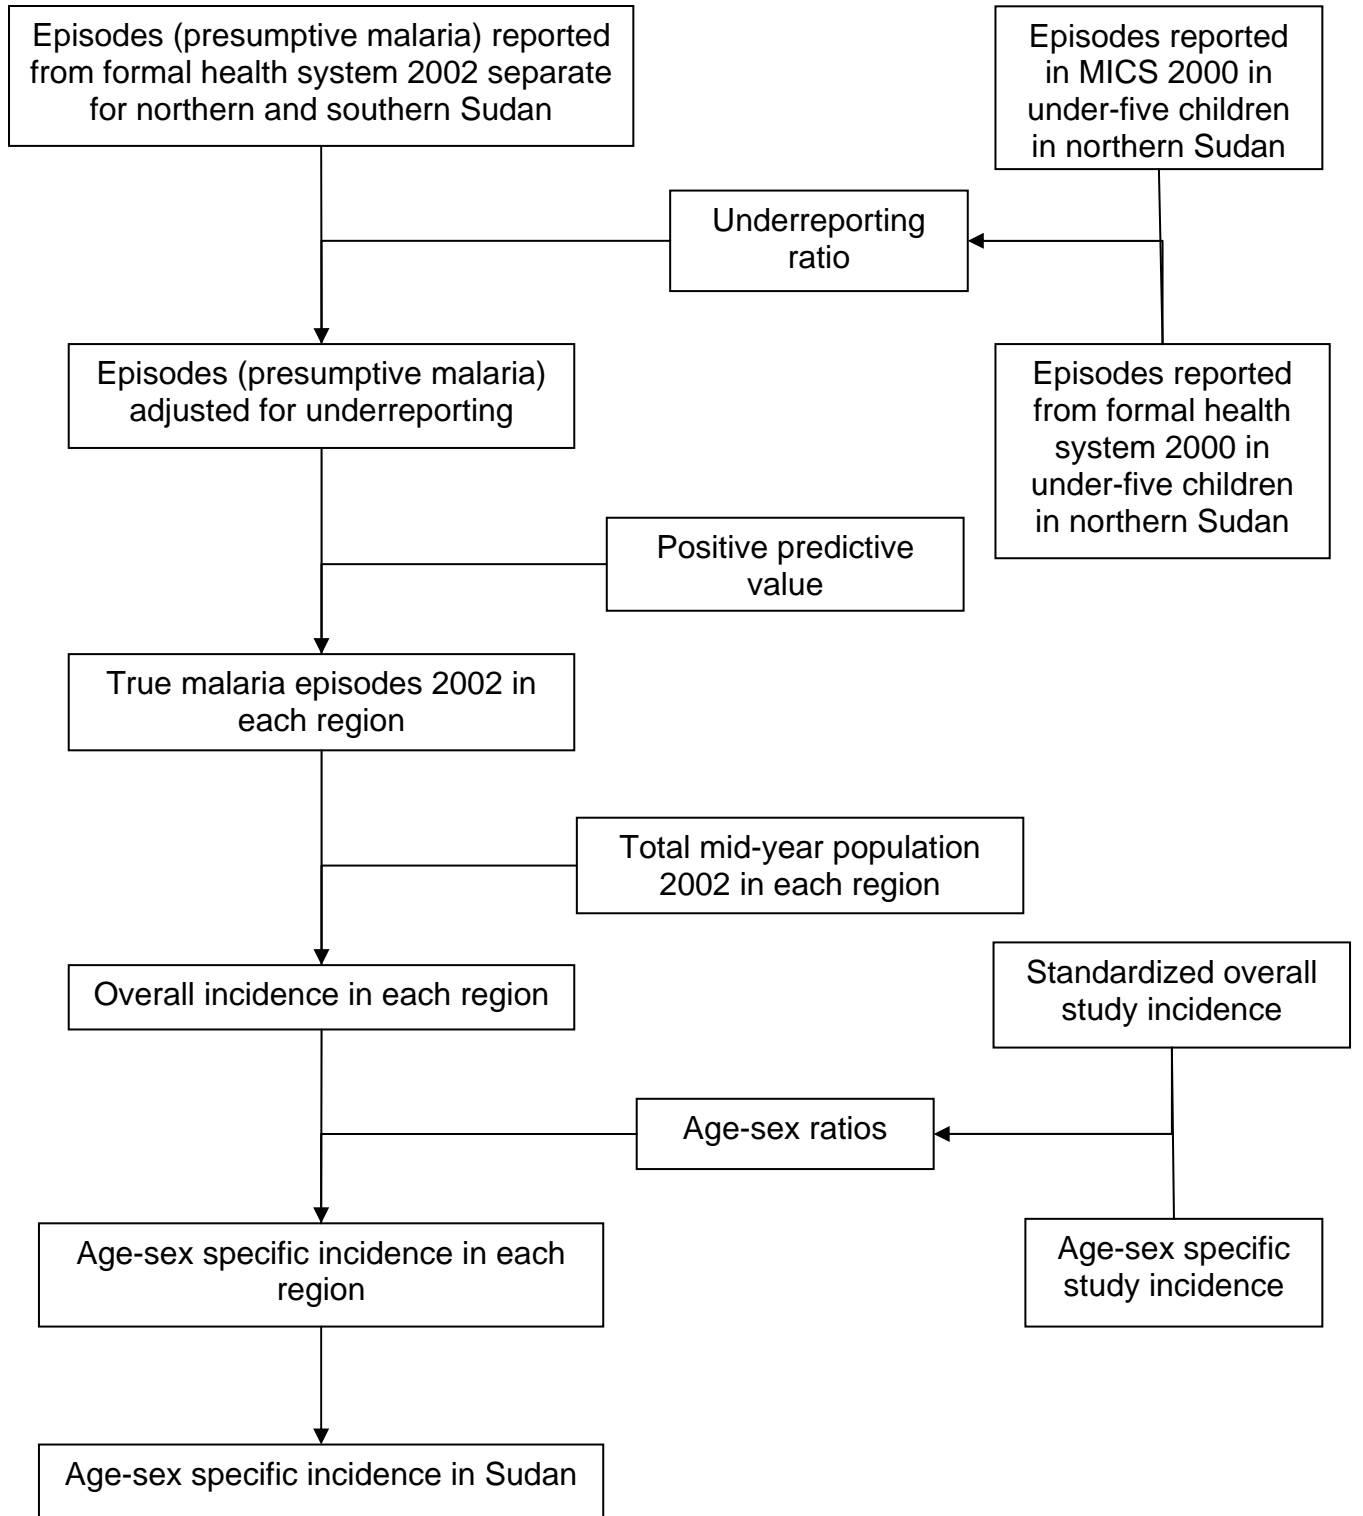 Episodes (presumptive malaria) reported
from formal health system 2002 separate
for northern and southern Sudan
Episodes reported
in MICS 2000 in
under-five children
in northern Sudan
Underreporting
ratio
Episodes (presumptive malaria)
adjusted for underreporting
Episodes reported
from formal health
system 2000 in
under-five children
in northern Sudan
Positive predictive
value
True malaria episodes 2002 in
each region
Total mid-year population
2002 in each region
Overall incidence in each region
Standardized overall
study incidence
Age-sex ratios
Age-sex specific incidence in each
region
Age-sex specific
study incidence
Age-sex specific incidence in Sudan